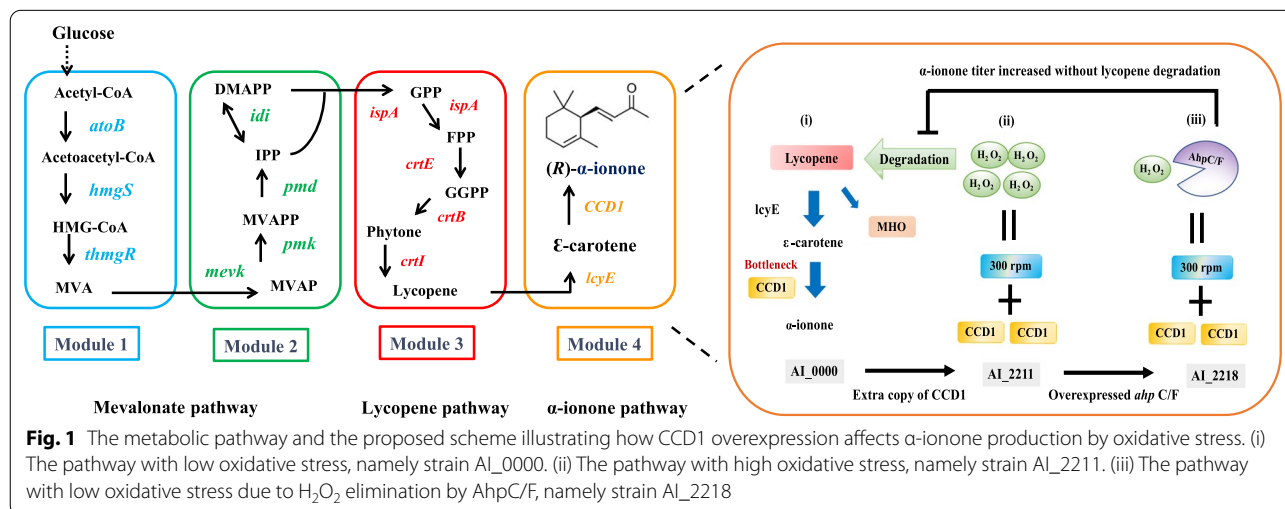 Glucose
Acetyl-CoA
atoB
Acetoacetyl-CoA
hmgS
HMG-CoA
thmgR
MVA
Module 1
DMAPP
idi
IPP
pmd
MVAPP
pmk
mevk
MVAP
Module 2
Mevalonate pathway
GPP
ispA
ispA
FPP
crtE
GGPP
crtB
Phytone
crtI
Lycopene
Module 3
Lycopene pathway
O
(R)-α-ionone
CCD1
Ɛ-carotene
lcyE
Module 4
α-ionone pathway
α-ionone titer increased without lycopene degradation
(i)
Lycopene
Degradation
lcyE
MHO
ε-carotene
Bottleneck
CCD1
α-ionone
AI_0000
Extra copy of CCD1
(ii)
H₂O₂
H₂O₂
H₂O₂
H₂O₂
300 rpm
CCD1 CCD1
AI_2211
Overexpressed ahp C/F
(iii)
H₂O₂
AhpC/F
300 rpm
CCD1 CCD1
AI_2218
Fig. 1 The metabolic pathway and the proposed scheme illustrating how CCD1 overexpression affects α-ionone production by oxidative stress. (i)
The pathway with low oxidative stress, namely strain AI_0000. (ii) The pathway with high oxidative stress, namely strain AI_2211. (iii) The pathway
with low oxidative stress due to H₂O₂ elimination by AhpC/F, namely strain AI_2218